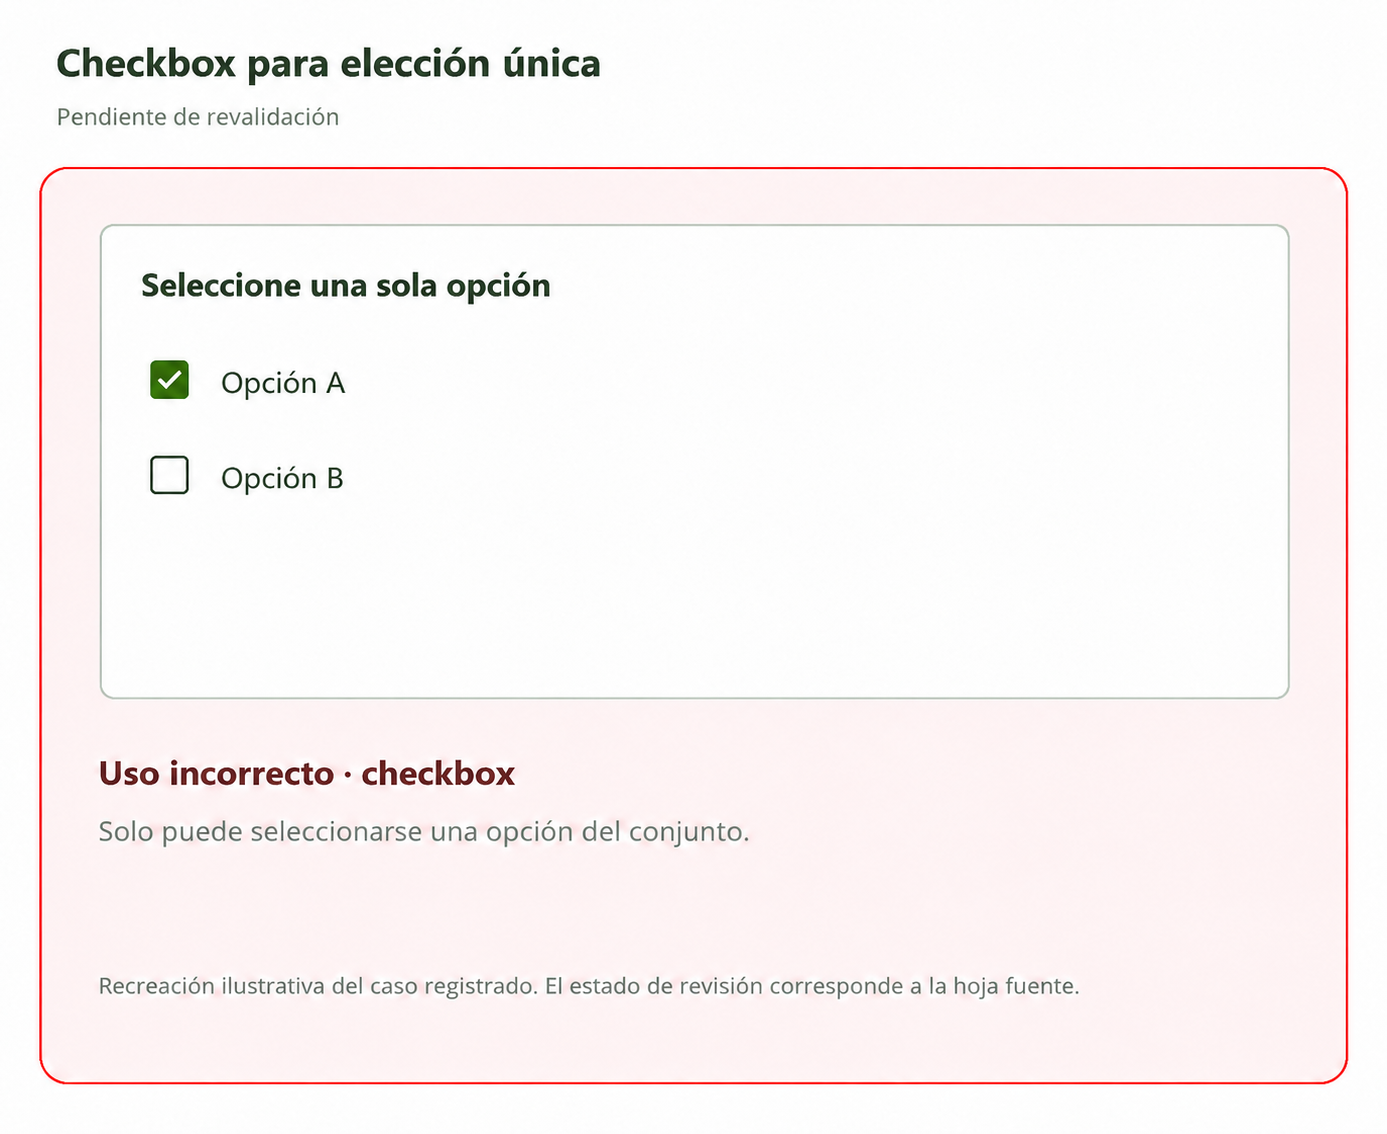 Checkbox para elección única
Pendiente de revalidación
Seleccione una sola opción
Opción A
Opción B
Uso incorrecto · checkbox
Solo puede seleccionarse una opción del conjunto.
Recreación ilustrativa del caso registrado. El estado de revisión corresponde a la hoja fuente.